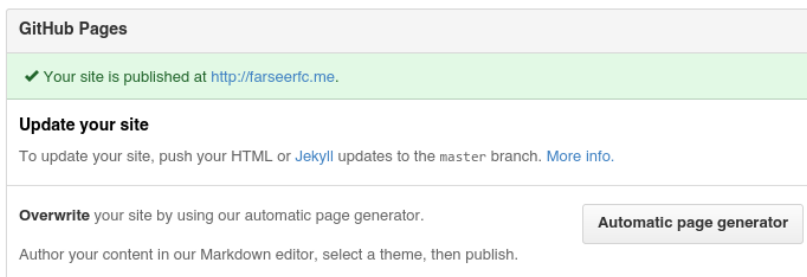 GitHub Pages
✔ Your site is published at http://farseerfc.me.
Update your site
To update your site, push your HTML or Jekyll updates to the master branch. More info.
Overwrite your site by using our automatic page generator.
Automatic page generator
Author your content in our Markdown editor, select a theme, then publish.